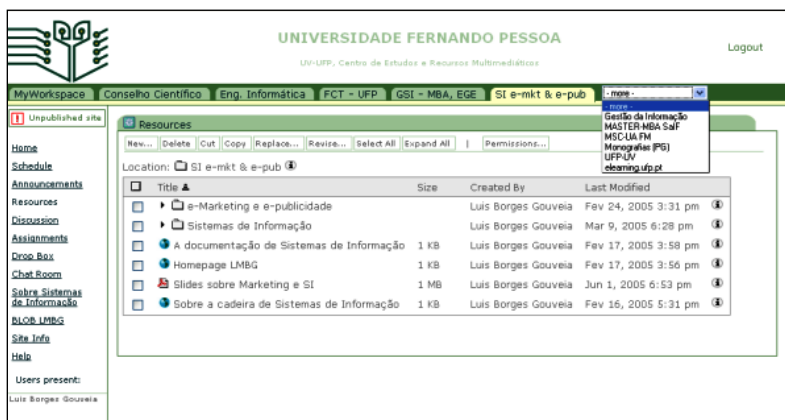 UNIVERSIDADE FERNANDO PESSOA
UV-UFP, Centro de Estudos e Recursos Multimediáticos
Logout
MyWorkspace Conselho Científico Eng. Informática FCT - UFP GSI - MBA, EGE SI e-mkt & e-pub - more -
- more -
Gestão da Informação
MASTER-MBA SaIF
MSC-UA FM
Monografias (PG)
UFP-UV
elearning.ufp.pt
Unpublished site
Home
Schedule
Announcements
Resources
Discussion
Assignments
Drop Box
Chat Room
Sobre Sistemas
de Informacão
BLOB LMBG
Site Info
Help
Users present:
Luis Borges Gouveia
Resources
New... Delete Cut Copy Replace... Revise... Select All Expand All | Permissions...
Location: SI e-mkt & e-pub
Title Size Created By Last Modified
e-Marketing e e-publicidade Luis Borges Gouveia Fev 24, 2005 3:31 pm
Sistemas de Informação Luis Borges Gouveia Mar 9, 2005 6:28 pm
A documentação de Sistemas de Informação 1 KB Luis Borges Gouveia Fev 17, 2005 3:58 pm
Homepage LMBG 1 KB Luis Borges Gouveia Fev 17, 2005 3:56 pm
Slides sobre Marketing e SI 1 MB Luis Borges Gouveia Jun 1, 2005 6:53 pm
Sobre a cadeira de Sistemas de Informação 1 KB Luis Borges Gouveia Fev 16, 2005 5:31 pm